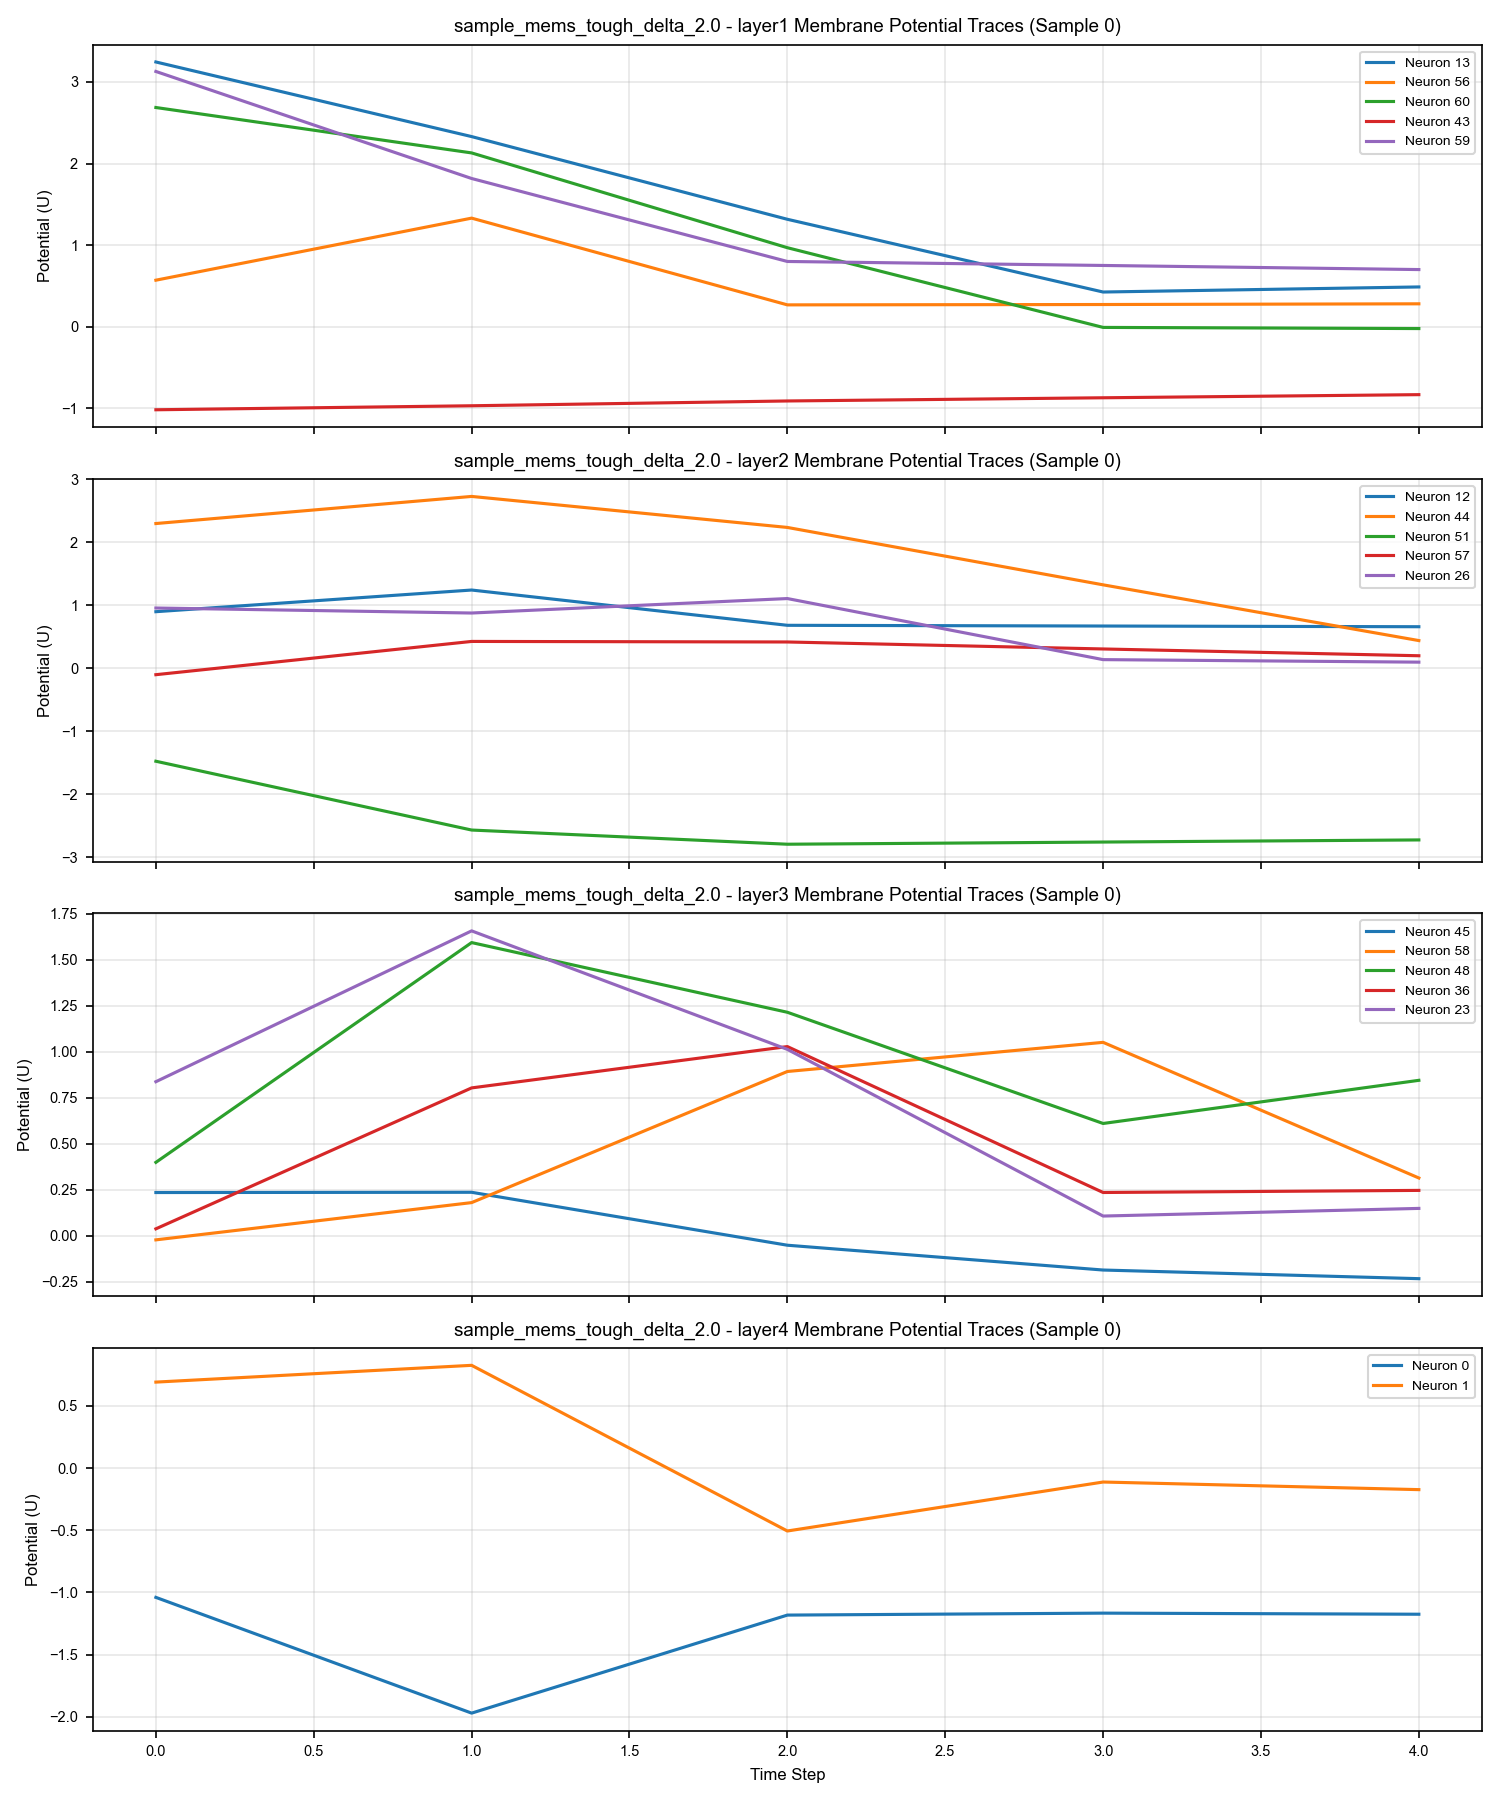 sample_mems_tough_delta_2.0 - layer1 Membrane Potential Traces (Sample 0)
Potential (U)
3
2
1
0
−1
Neuron 13
Neuron 56
Neuron 60
Neuron 43
Neuron 59
sample_mems_tough_delta_2.0 - layer2 Membrane Potential Traces (Sample 0)
Potential (U)
3
2
1
0
−1
−2
−3
Neuron 12
Neuron 44
Neuron 51
Neuron 57
Neuron 26
sample_mems_tough_delta_2.0 - layer3 Membrane Potential Traces (Sample 0)
Potential (U)
1.75
1.50
1.25
1.00
0.75
0.50
0.25
0.00
−0.25
Neuron 45
Neuron 58
Neuron 48
Neuron 36
Neuron 23
sample_mems_tough_delta_2.0 - layer4 Membrane Potential Traces (Sample 0)
Potential (U)
0.5
0.0
−0.5
−1.0
−1.5
−2.0
Neuron 0
Neuron 1
0.0 0.5 1.0 1.5 2.0 2.5 3.0 3.5 4.0
Time Step